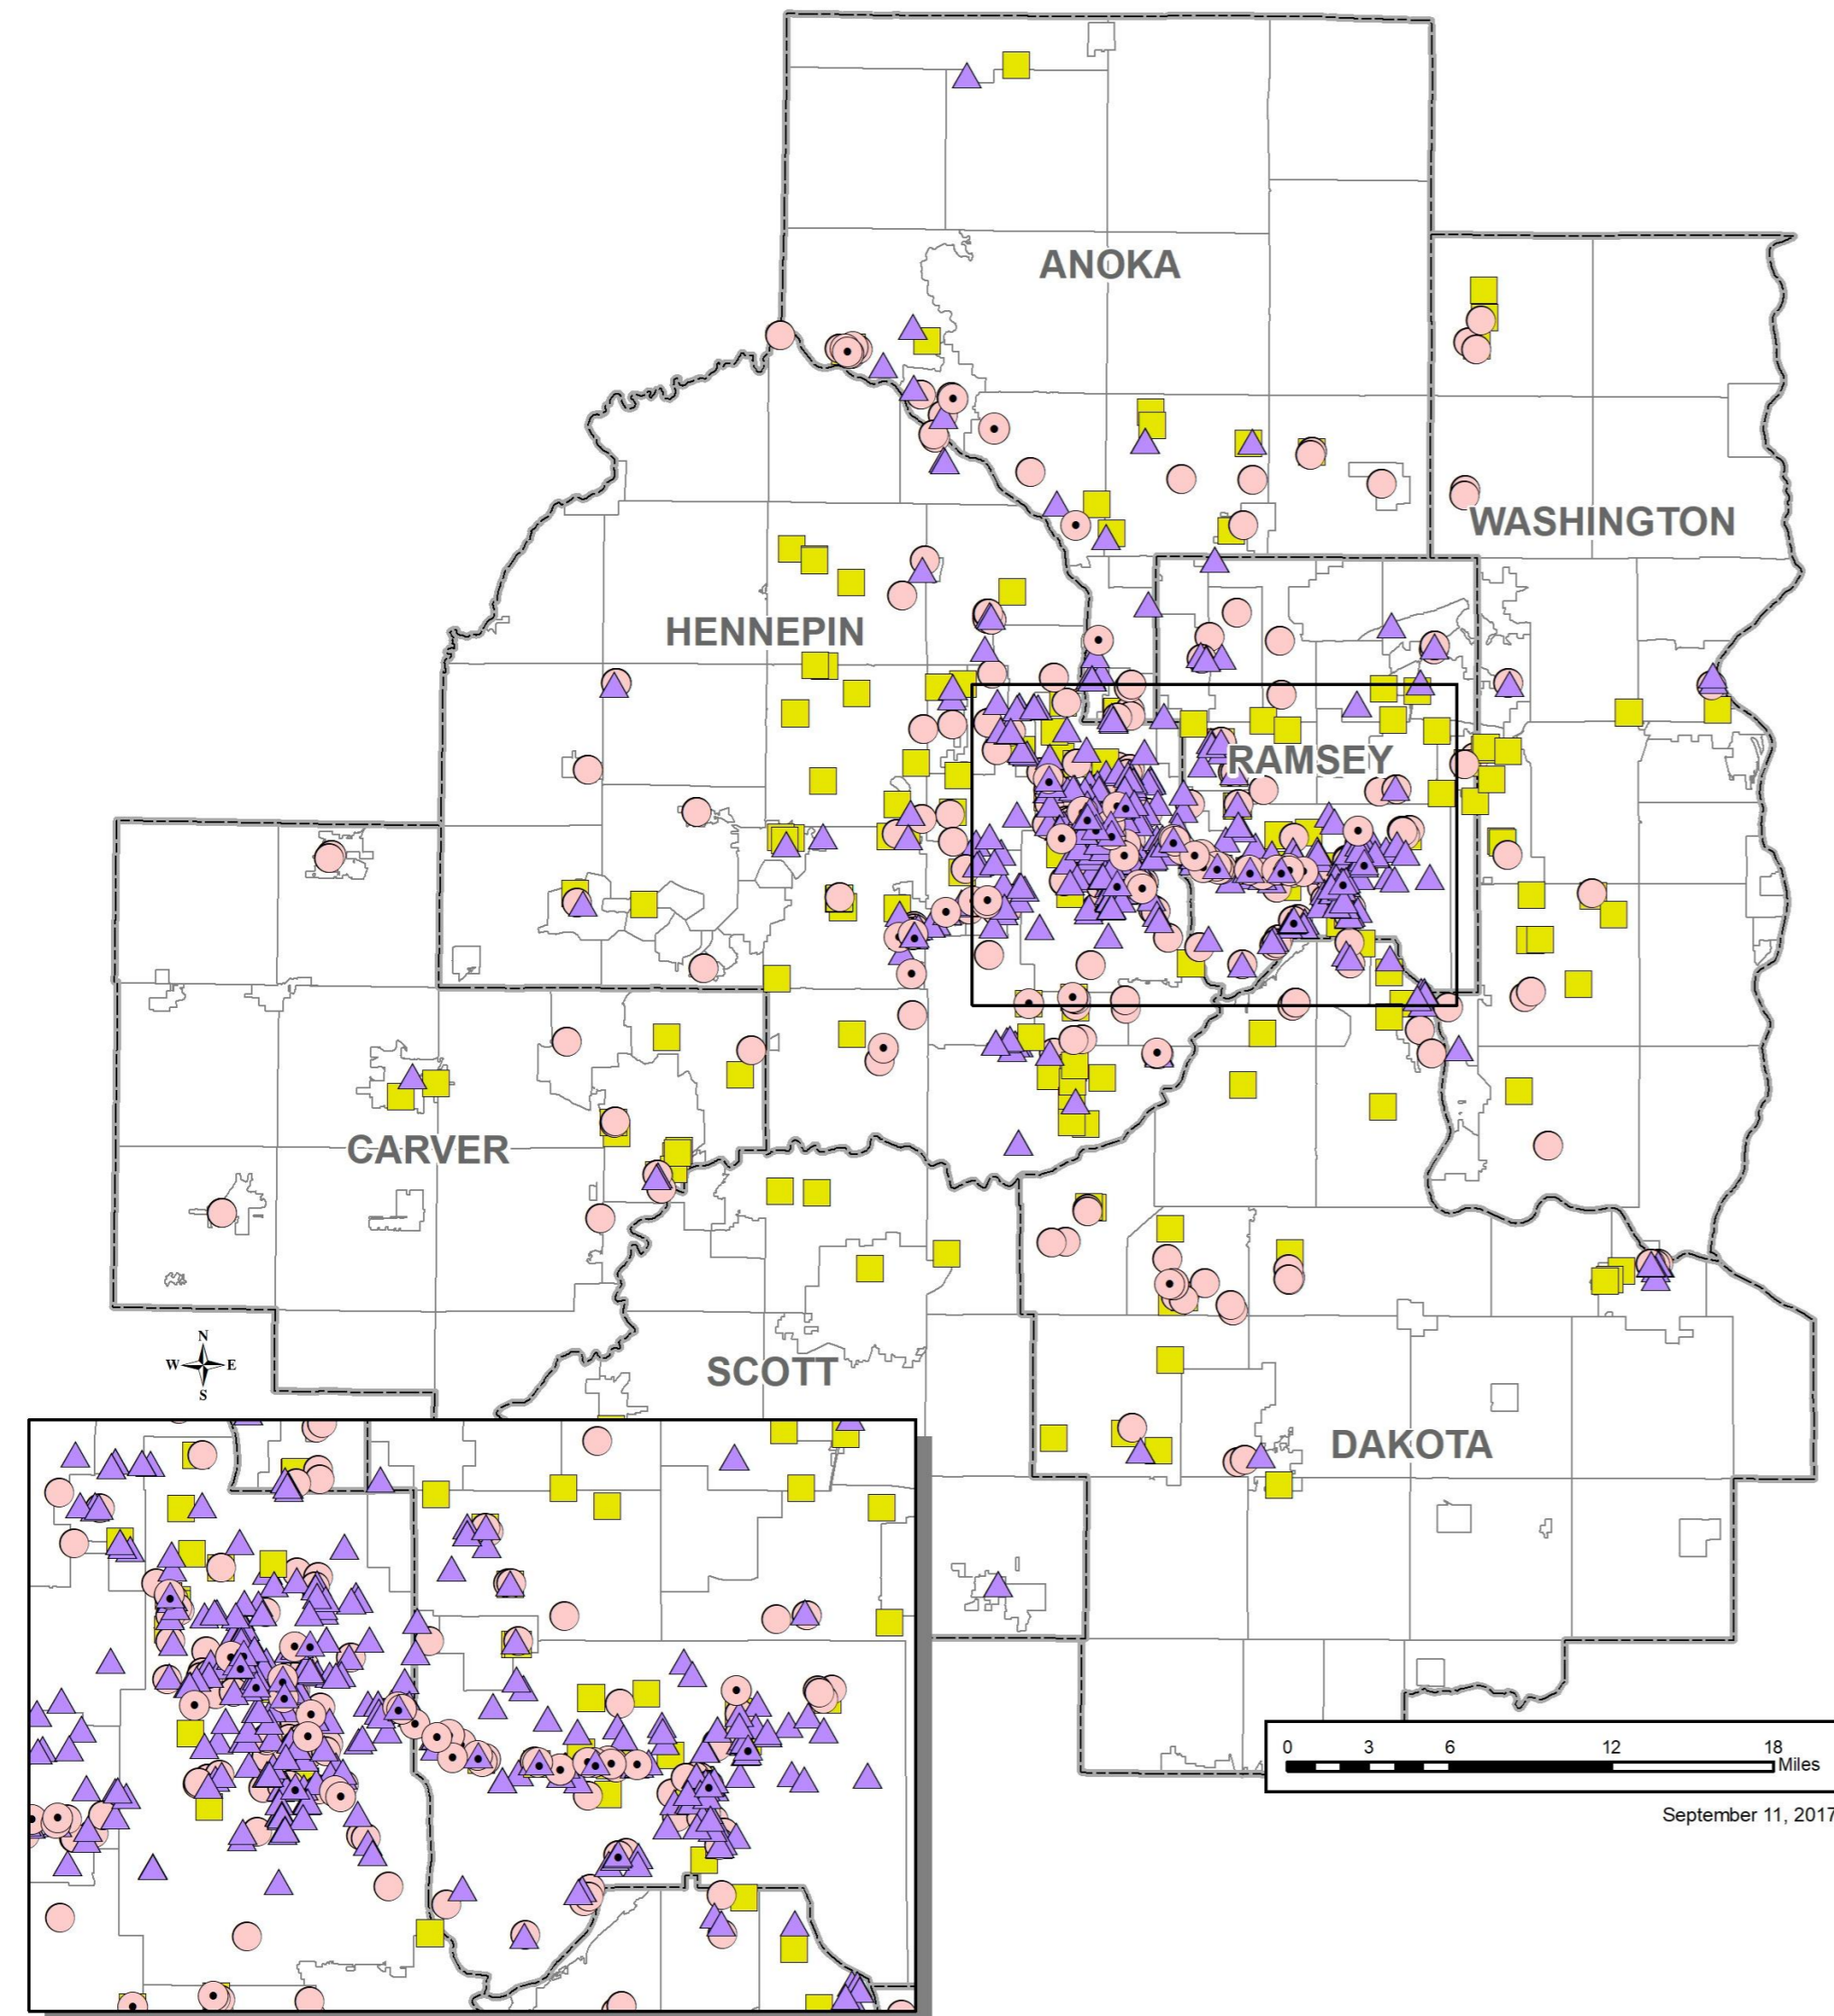 ANOKA
WASHINGTON
HENNEPIN
RAMSEY
CARVER
N
W E
S
SCOTT
DAKOTA
0 3 6 12 18
Miles
September 11, 2017